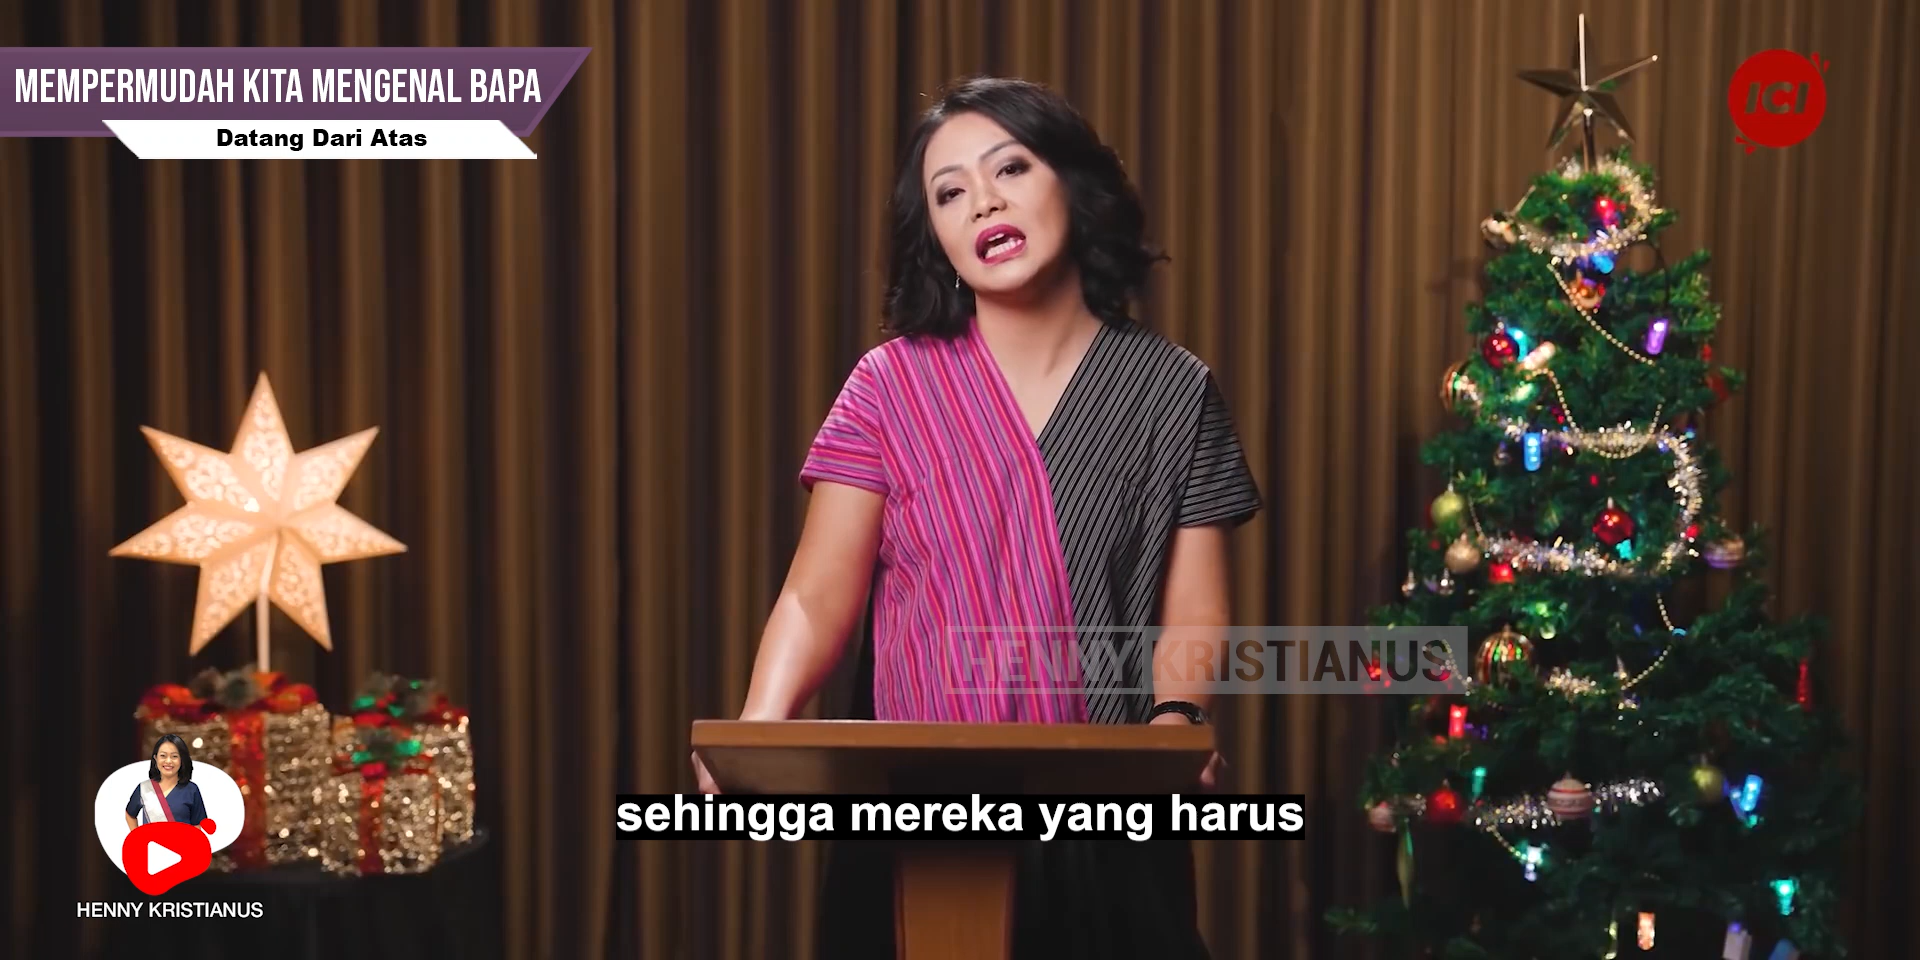 MEMPERMUDAH KITA MENGENAL BAPA
Datang Dari Atas
ICI
HENNY KRISTIANUS
sehingga mereka yang harus
HENNY KRISTIANUS